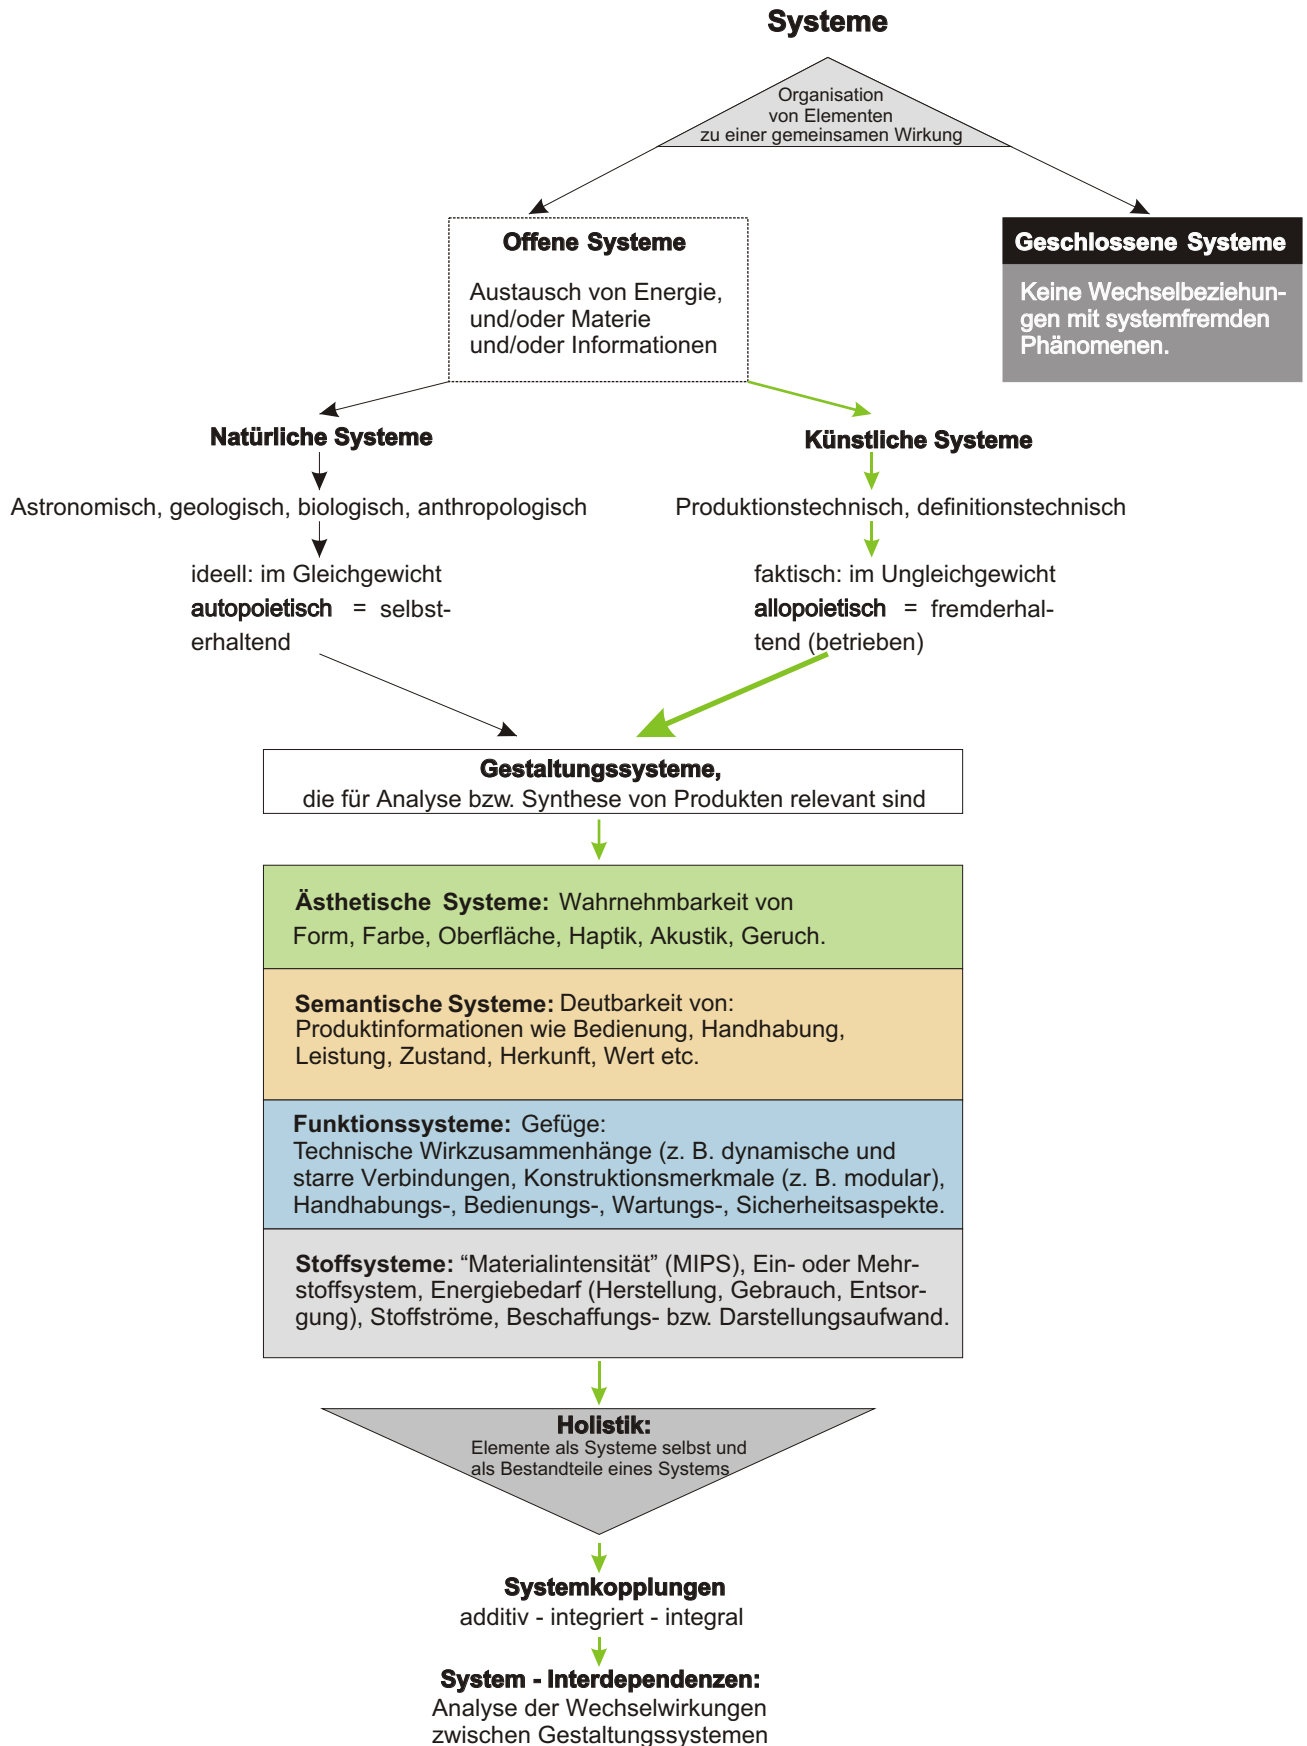 Systeme
Organisation
von Elementen
zu einer gemeinsamen Wirkung
Offene Systeme
Austausch von Energie,
und/oder Materie
und/oder Informationen
Geschlossene Systeme
Keine Wechselbeziehun-
gen mit systemfremden
Phänomenen.
Natürliche Systeme
Astronomisch, geologisch, biologisch, anthropologisch
ideell: im Gleichgewicht
autopoietisch = selbst-
erhaltend
Künstliche Systeme
Produktionstechnisch, definitionstechnisch
faktisch: im Ungleichgewicht
allopoietisch = fremderhal-
tend (betrieben)
Gestaltungssysteme,
die für Analyse bzw. Synthese von Produkten relevant sind
Ästhetische Systeme: Wahrnehmbarkeit von
Form, Farbe, Oberfläche, Haptik, Akustik, Geruch.
Semantische Systeme: Deutbarkeit von:
Produktinformationen wie Bedienung, Handhabung,
Leistung, Zustand, Herkunft, Wert etc.
Funktionssysteme: Gefüge:
Technische Wirkzusammenhänge (z. B. dynamische und
starre Verbindungen, Konstruktionsmerkmale (z. B. modular),
Handhabungs-, Bedienungs-, Wartungs-, Sicherheitsaspekte.
Stoffsysteme: “Materialintensität” (MIPS), Ein- oder Mehr-
stoffsystem, Energiebedarf (Herstellung, Gebrauch, Entsor-
gung), Stoffströme, Beschaffungs- bzw. Darstellungsaufwand.
Holistik:
Elemente als Systeme selbst und
als Bestandteile eines Systems
Systemkopplungen
additiv - integriert - integral
System - Interdependenzen:
Analyse der Wechselwirkungen
zwischen Gestaltungssystemen